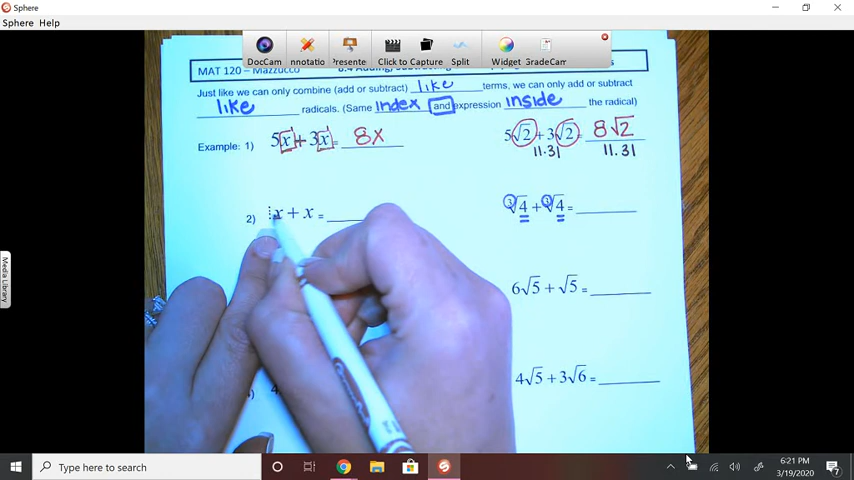 Sphere
Sphere Help
DocCam
nnotatio
Presente
Click to Capture
Split
Widget
GradeCam
MAT 120 – Mazzucco
Just like we can only combine (add or subtract) like terms, we can only add or subtract
like radicals. (Same index and expression inside the radical)
Example: 1) 5x + 3x = 8x
5√2 + 3√2 = 8√2
11.31 11.31
2) x + x =
∛4 + ∛4 =
6√5 + √5 =
4√5 + 3√6 =
Media Library
Type here to search
6:21 PM
3/19/2020
7